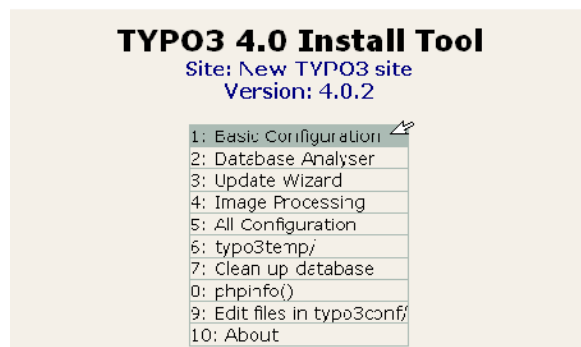 TYPO3 4.0 Install Tool
Site: New TYPO3 site
Version: 4.0.2
1: Basic Configuration
2: Database Analyser
3: Update Wizard
4: Image Processing
5: All Configuration
6: typo3temp/
7: Clean up database
8: phpinfo()
9: Edit files in typo3conf/
10: About